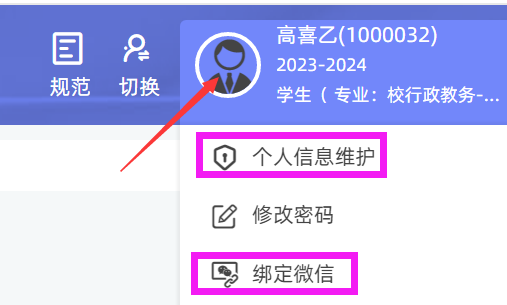 规范
切换
高喜乙(1000032)
2023-2024
学生（ 专业：校行政教务-...
个人信息维护
修改密码
绑定微信